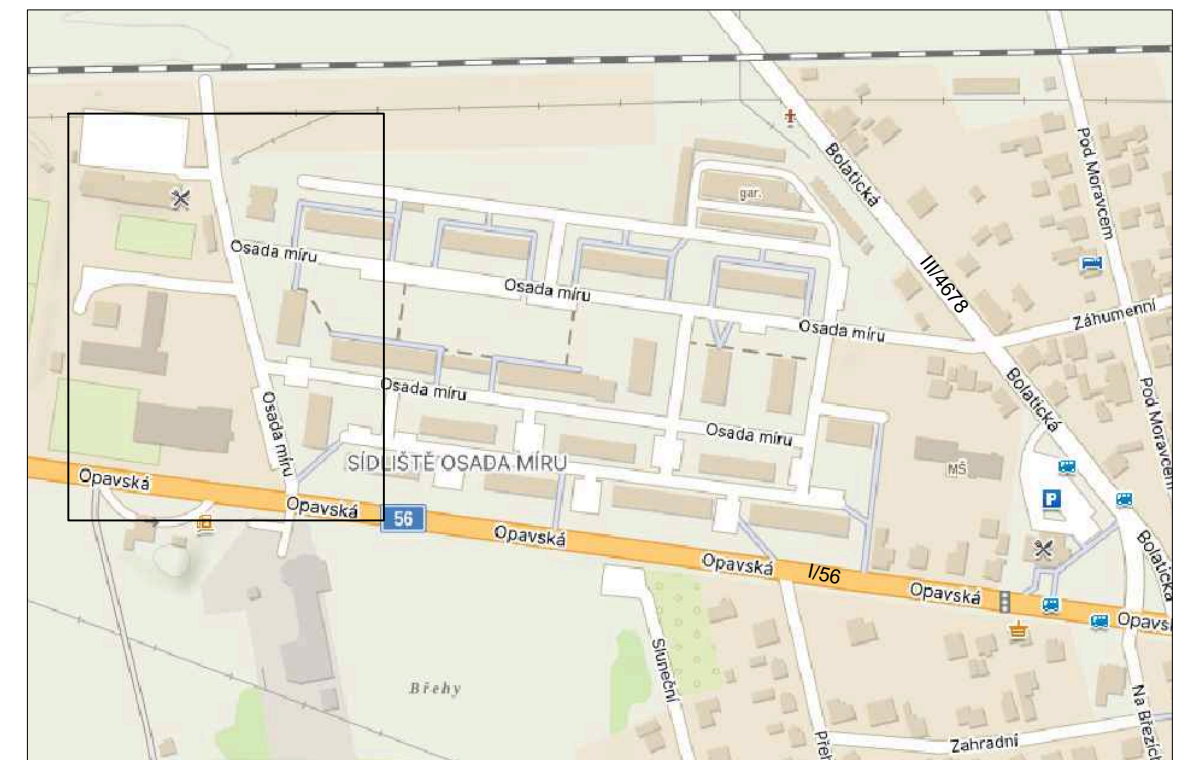 Bolatická
Pod Moravcem
gar.
Osada míru
III/4678
Osada míru
Osada míru
Záhumenní
Osada míru
Bolatická
Pod Moravcem
Osada míru
Osada míru
SÍDLIŠTĚ OSADA MÍRU
MŠ
Opavská
P
Opavská
56
Opavská
Bolatická
Opavská
I/56
Opavská
Opavsk
Sluneční
Břehy
Na Březích
Přeh
Zahradní